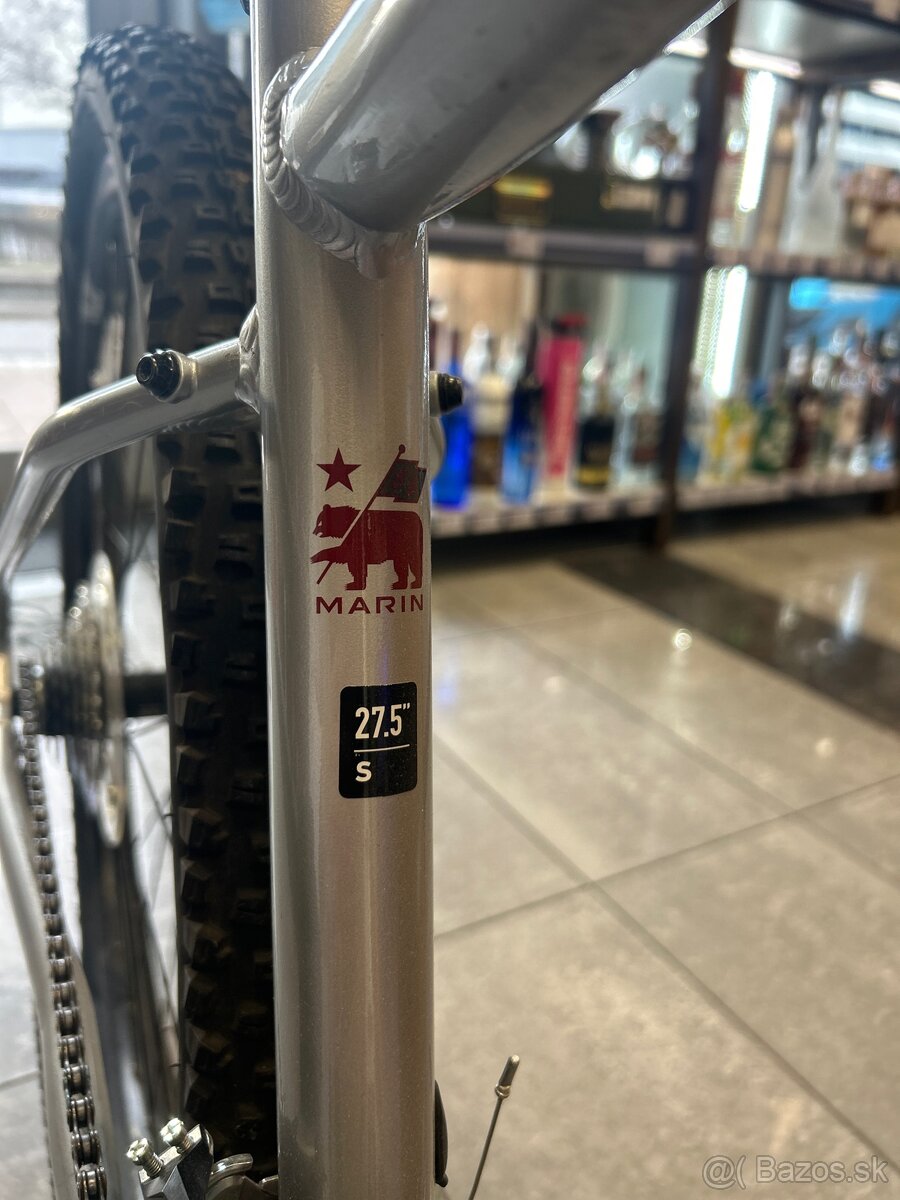 MARIN
27.5"
S
@( Bazos.sk